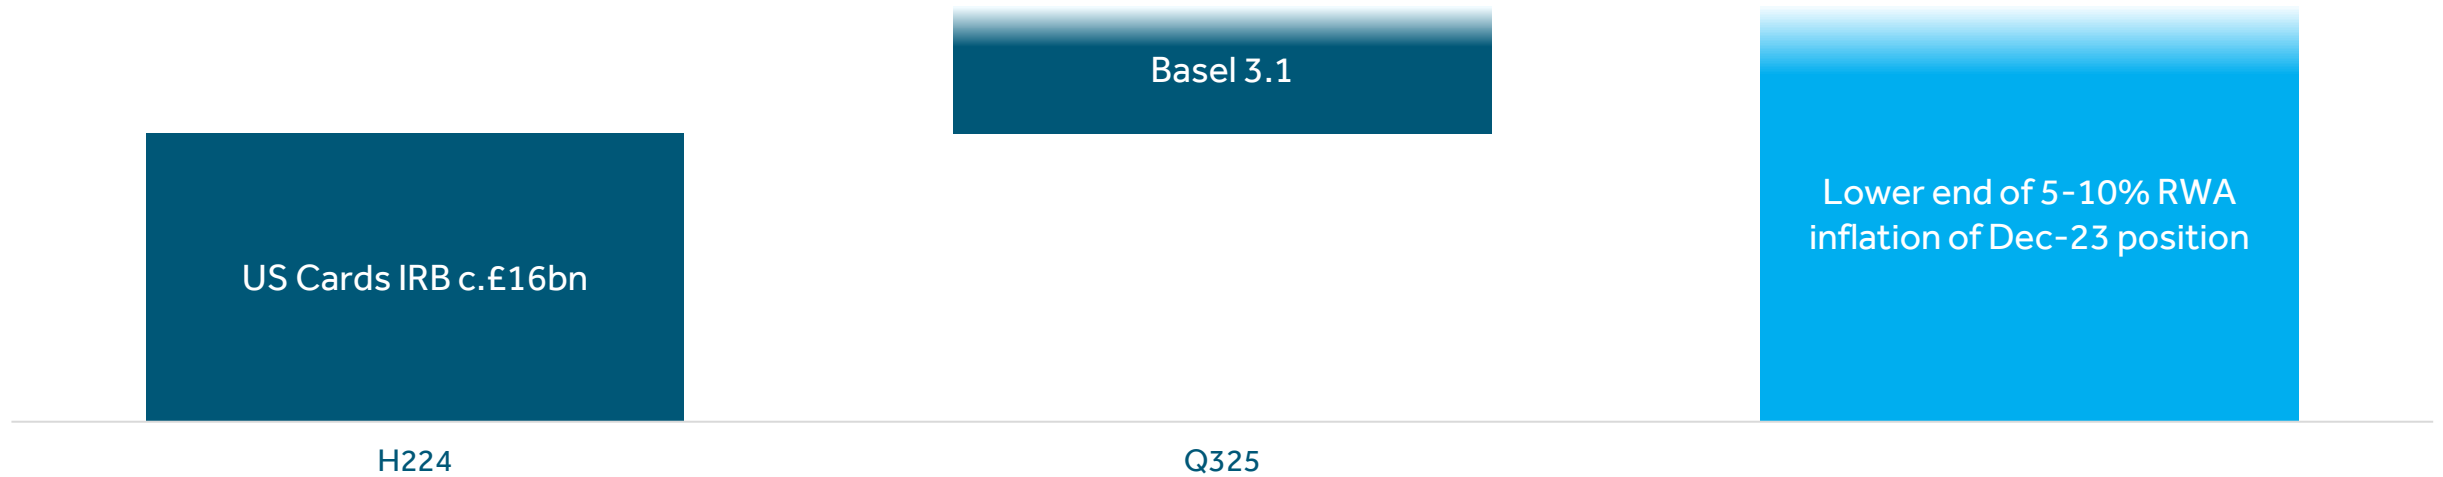 Basel 3.1
Lower end of 5-10% RWA
inflation of Dec-23 position
US Cards IRB c.£16bn
H224
Q325